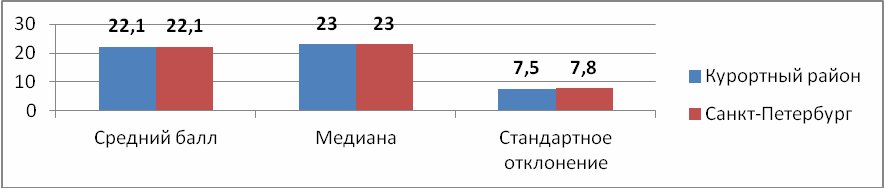 30
20
10
0
22,1
22,1
23
23
7,5
7,8
Средний балл
Медиана
Стандартное
отклонение
Курортный район
Санкт-Петербург